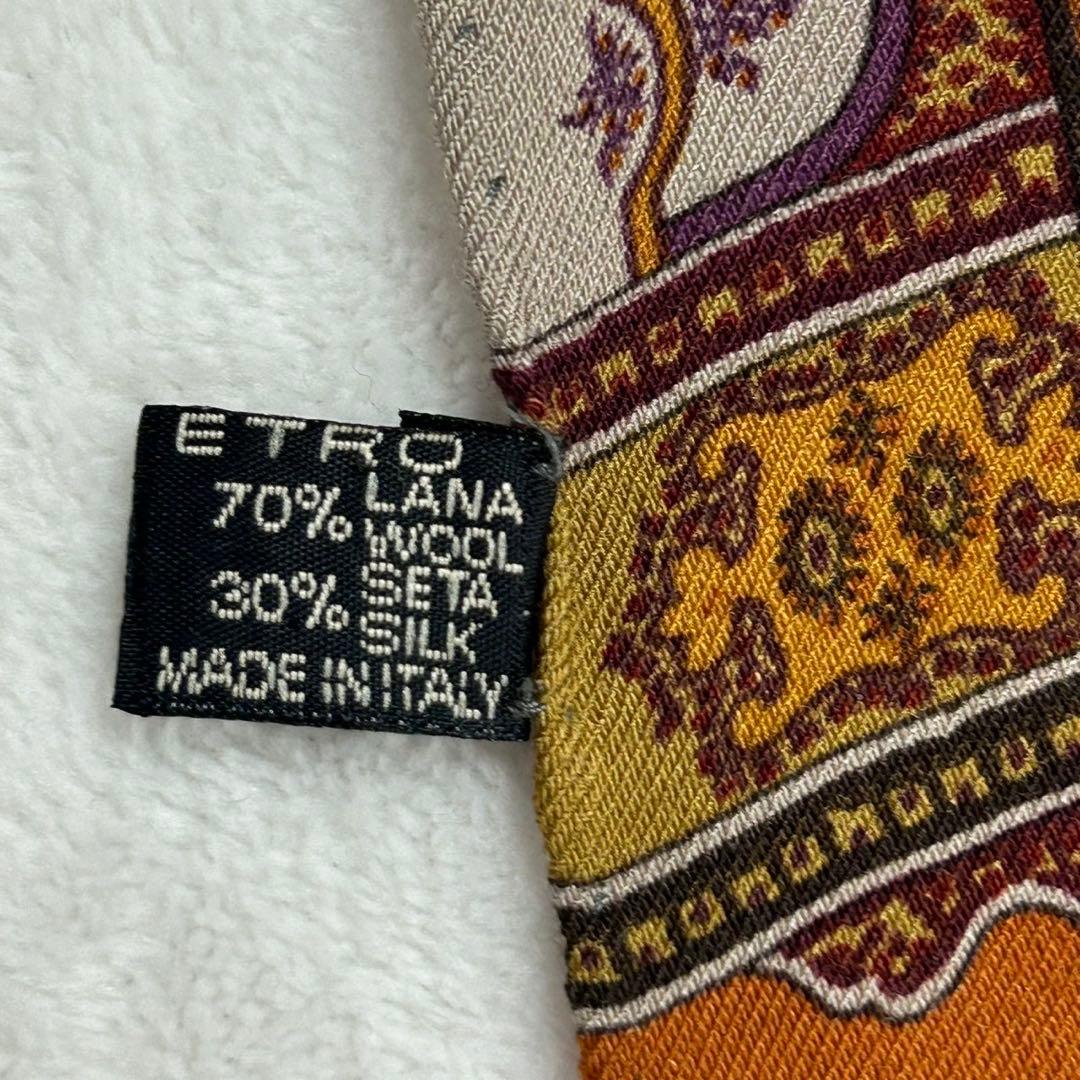 ETRO
70% LANA
WOOL
30% SETA
SILK
MADE IN ITALY